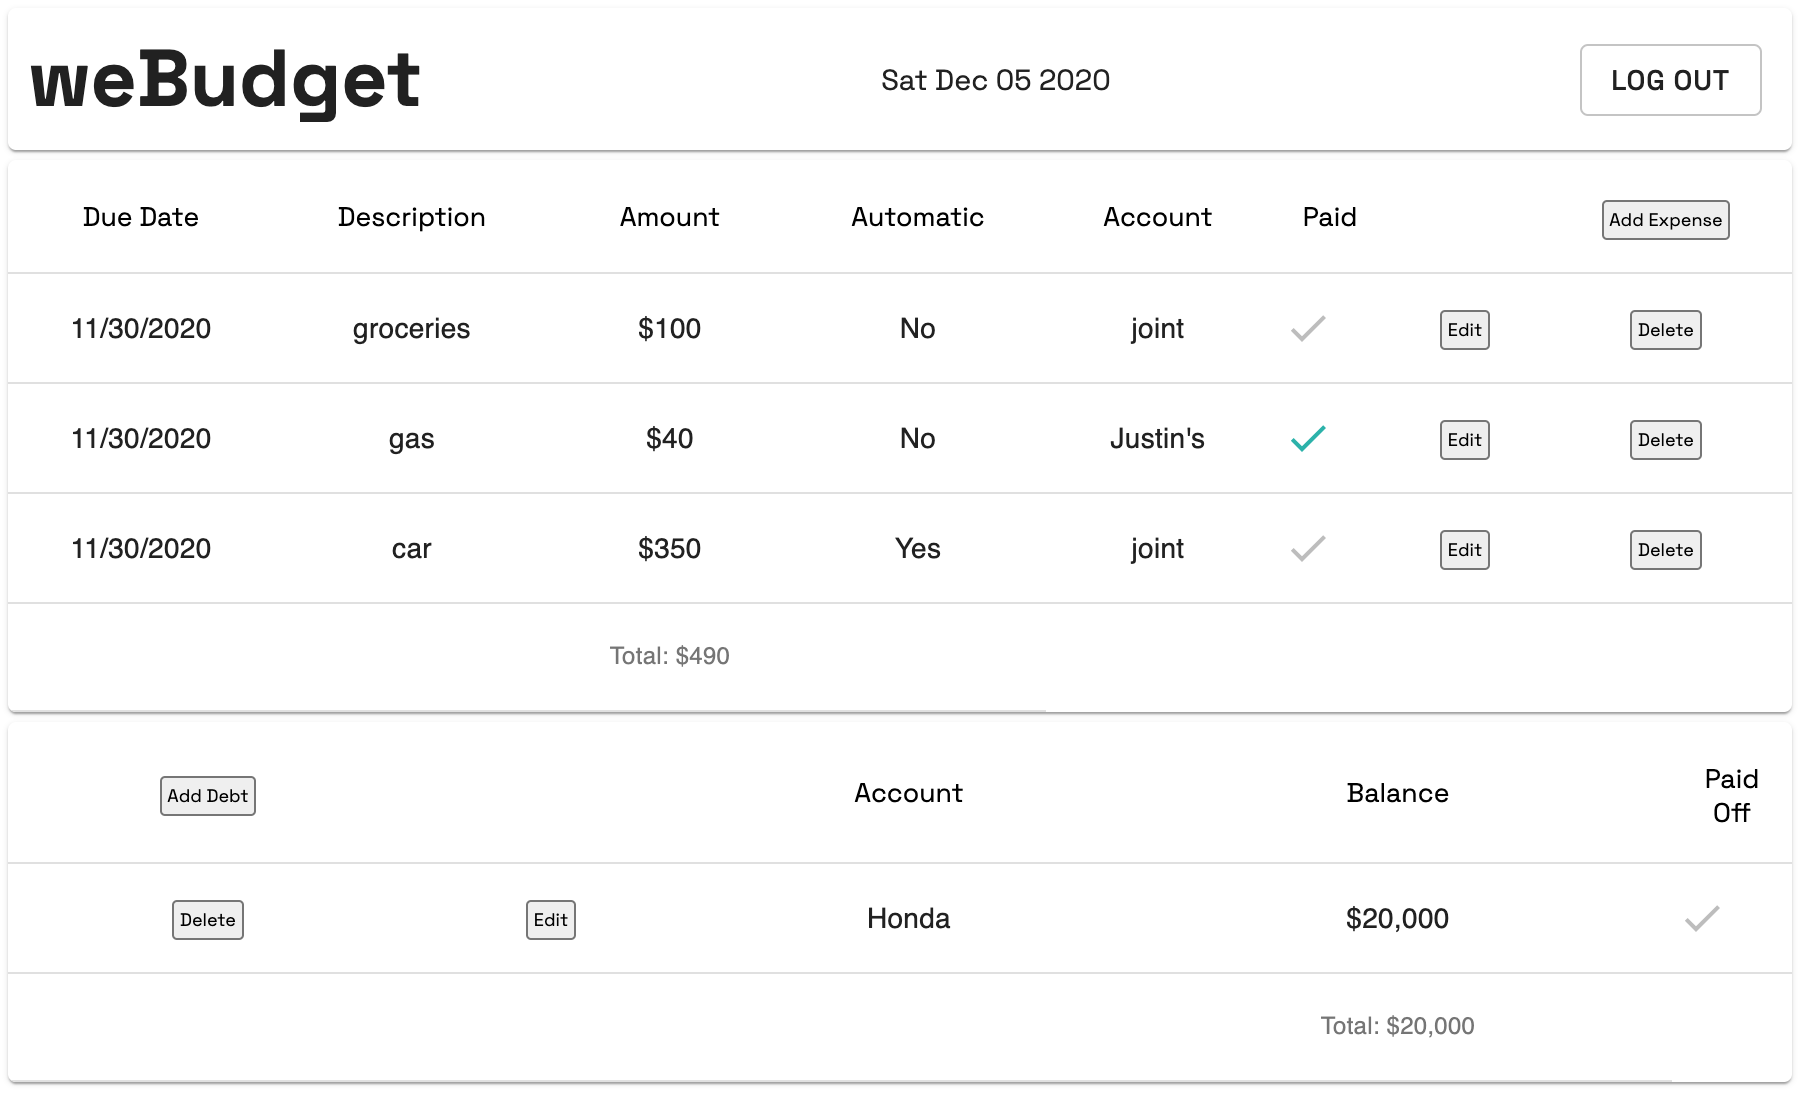 weBudget Sat Dec 05 2020 LOG OUT
Due Date Description Amount Automatic Account Paid Add Expense
11/30/2020 groceries $100 No joint Edit Delete
11/30/2020 gas $40 No Justin's Edit Delete
11/30/2020 car $350 Yes joint Edit Delete
Total: $490
Add Debt Account Balance Paid Off
Delete Edit Honda $20,000
Total: $20,000